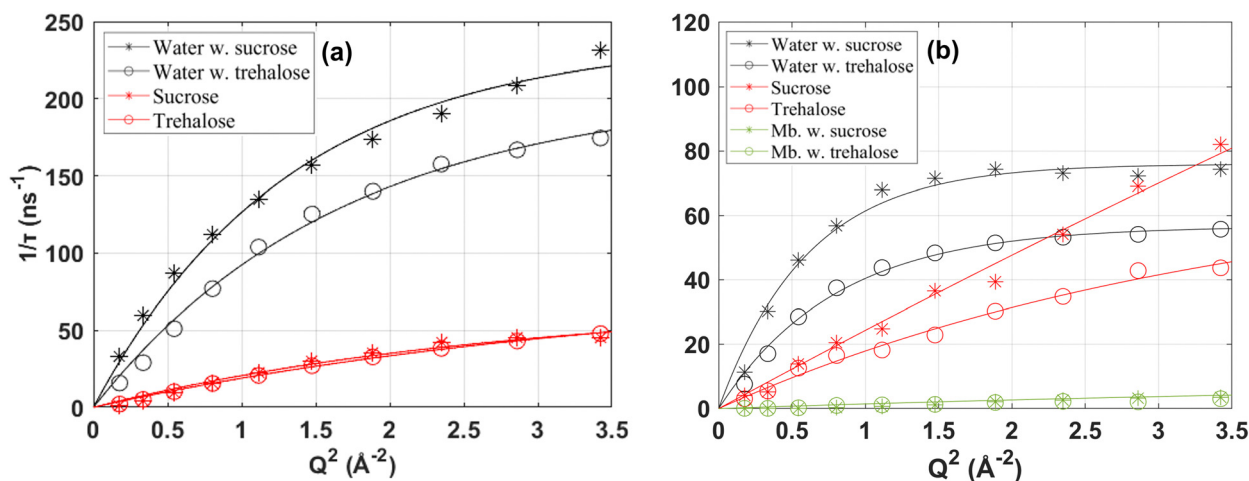 (a)
Water w. sucrose
Water w. trehalose
Sucrose
Trehalose
250
200
150
100
50
0
1/τ (ns⁻¹)
0 0.5 1 1.5 2 2.5 3 3.5
Q² (Å⁻²)
(b)
Water w. sucrose
Water w. trehalose
Sucrose
Trehalose
Mb. w. sucrose
Mb. w. trehalose
120
100
80
60
40
20
0
0 0.5 1 1.5 2 2.5 3 3.5
Q² (Å⁻²)